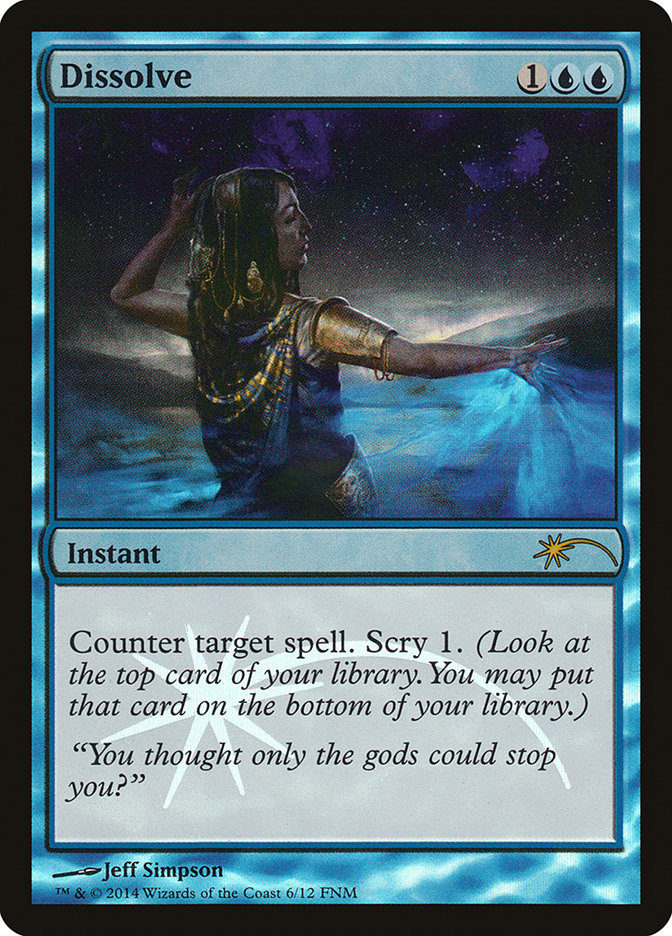 Dissolve 1
Instant
Counter target spell. Scry 1. (Look at
the top card of your library. You may put
that card on the bottom of your library.)
“You thought only the gods could stop
you?”
Jeff Simpson
™ & © 2014 Wizards of the Coast 6/12 FNM